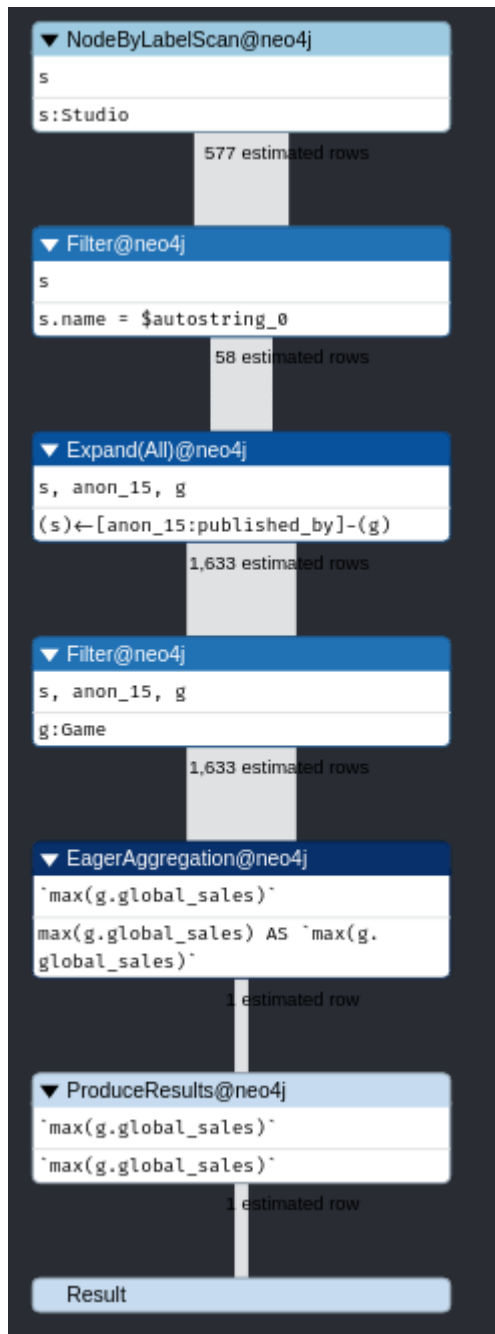 NodeByLabelScan@neo4j
s
s:Studio
577 estimated rows
Filter@neo4j
s
s.name = $autostring_0
58 estimated rows
Expand(All)@neo4j
s, anon_15, g
(s)←[anon_15:published_by]-(g)
1,633 estimated rows
Filter@neo4j
s, anon_15, g
g:Game
1,633 estimated rows
EagerAggregation@neo4j
`max(g.global_sales)`
max(g.global_sales) AS `max(g.
global_sales)`
1 estimated row
ProduceResults@neo4j
`max(g.global_sales)`
`max(g.global_sales)`
1 estimated row
Result